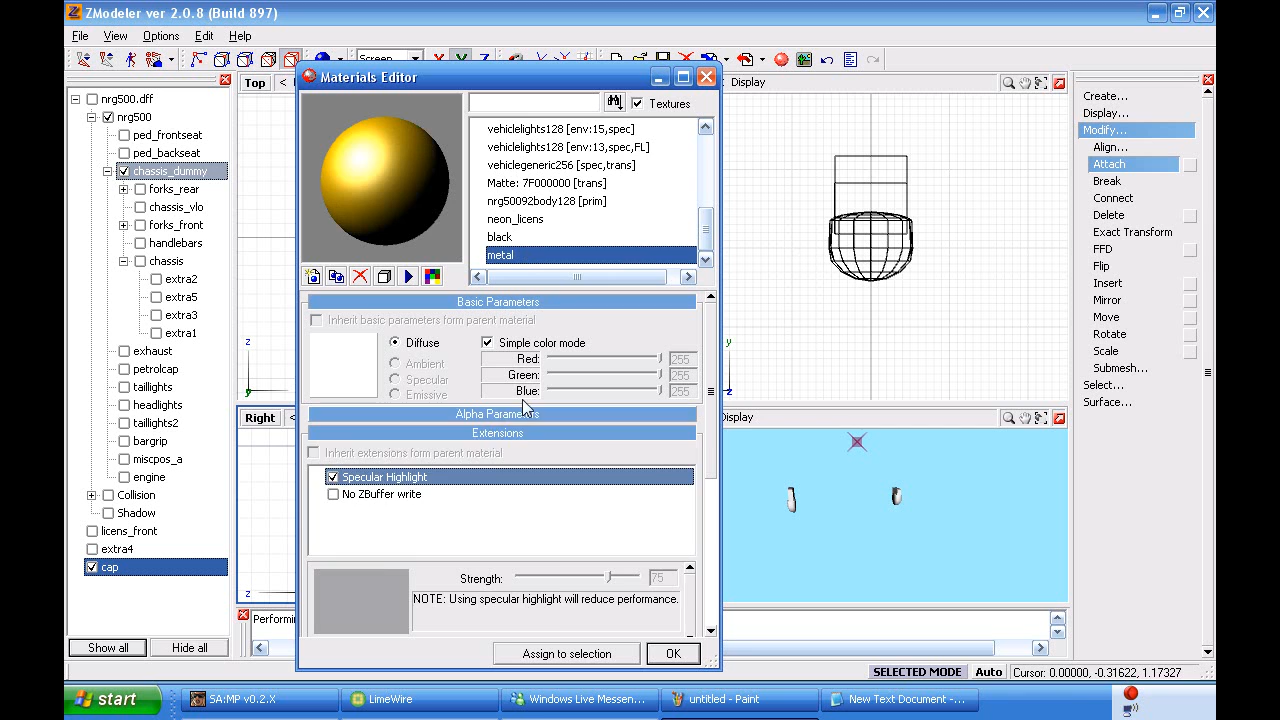 ZModeler ver 2.0.8 (Build 897)
File View Options Edit Help
Screen X Y Z
Materials Editor
Textures
vehiclelights128 [env:15,spec]
vehiclelights128 [env:13,FL]
vehiclegeneric256 [spec,trans]
Matte: 7F000000 [trans]
nrg50092body128 [prim]
neon_licens
black
metal
Basic Parameters
Inherit basic parameters form parent material
Diffuse
Ambient
Specular
Emissive
Simple color mode
Red: 255
Green: 255
Blue: 255
Alpha Parameters
Extensions
Inherit extensions form parent material
Specular Highlight
No ZBuffer write
Strength: 75
NOTE: Using specular highlight will reduce performance.
Assign to selection
OK
nrg500.dff
nrg500
ped_frontseat
ped_backseat
chassis_dummy
forks_rear
chassis_vlo
forks_front
handlebars
chassis
extra2
extra5
extra3
extra1
exhaust
petrolcap
taillights
headlights
taillights2
bargrip
miscpos_a
engine
Collision
Shadow
licens_front
extra4
cap
Show all
Hide all
Top <
z
y
Display
y
Right <
z
Display
Performin
Create...
Display...
Modify...
Align...
Attach
Break
Connect
Delete
Exact Transform
FFD
Flip
Insert
Mirror
Move
Rotate
Scale
Submesh...
Select...
Surface...
SELECTED MODE
Auto
Cursor: 0.00000, -0.31622, 1.17327
start
SA:MP v0.2.X
LimeWire
Windows Live Messen...
untitled - Paint
New Text Document -...